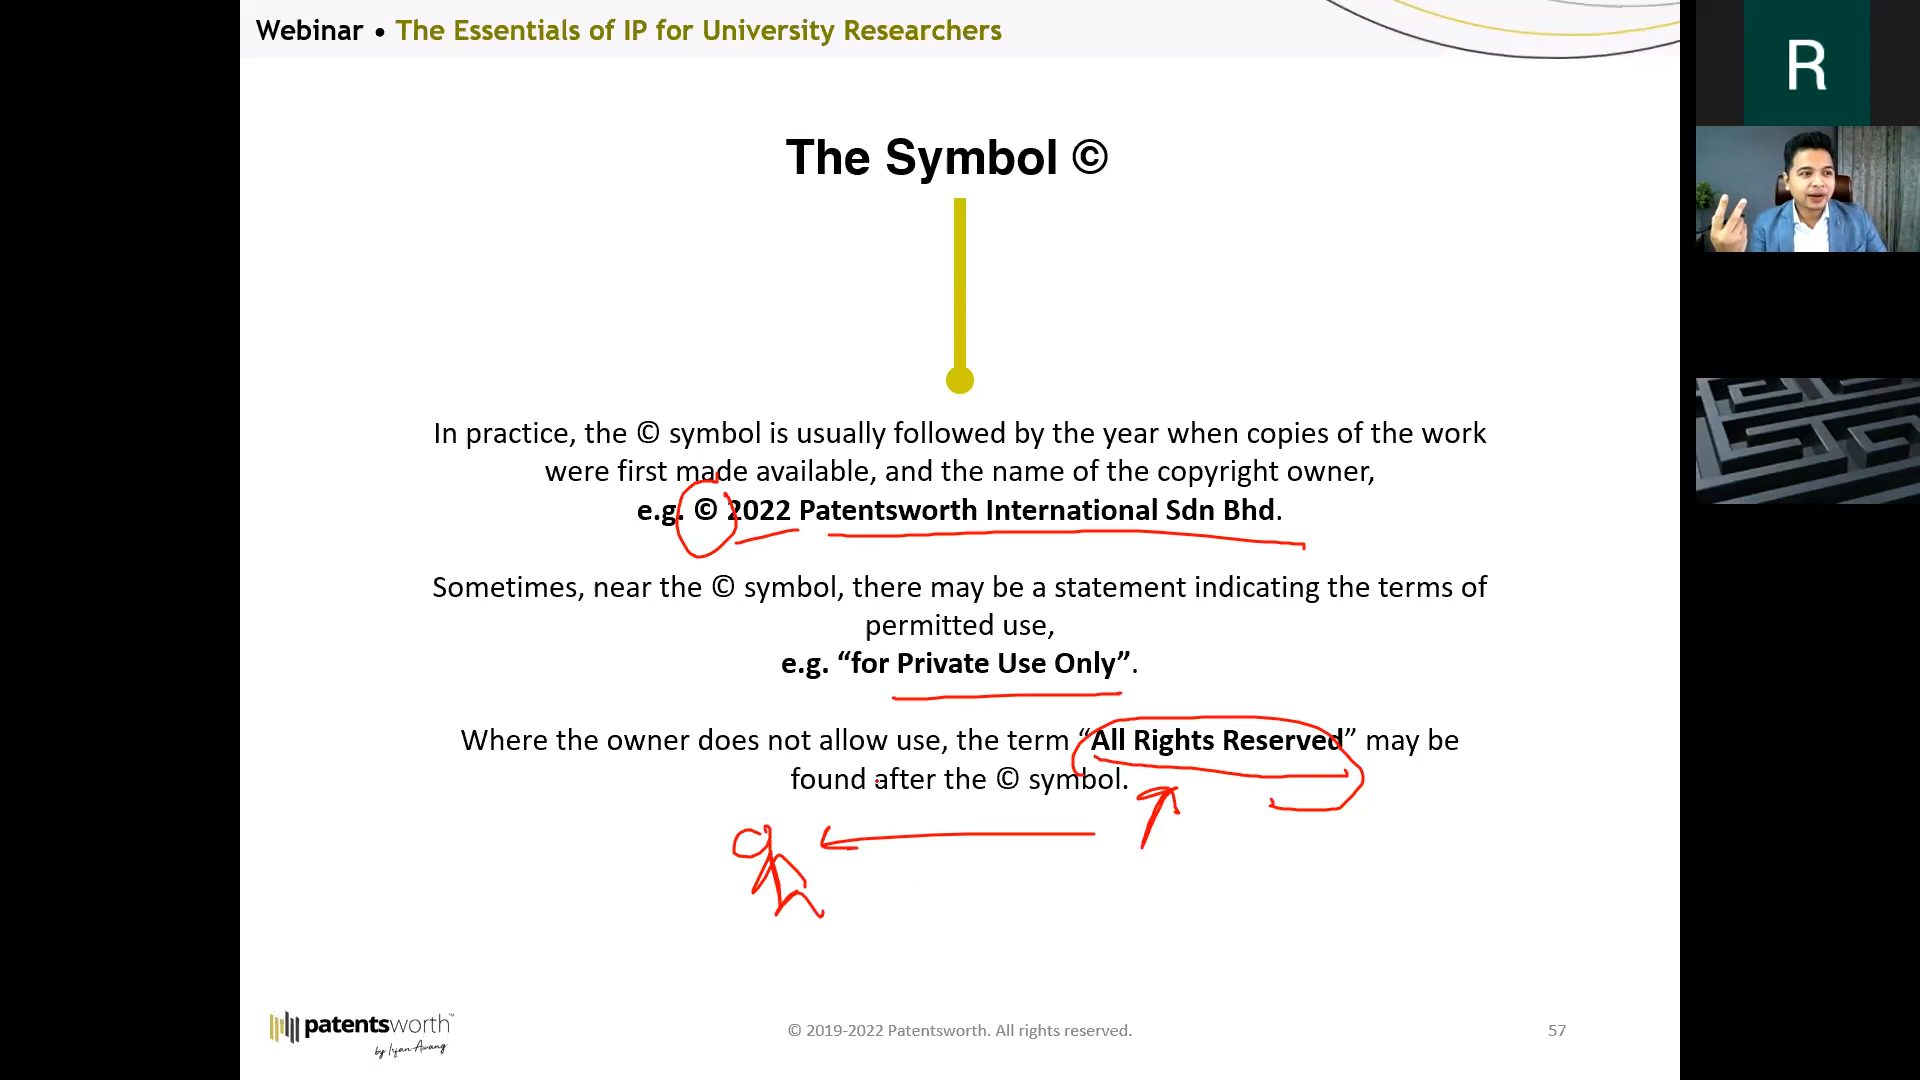 Webinar • The Essentials of IP for University Researchers
R
The Symbol ©
In practice, the © symbol is usually followed by the year when copies of the work
were first made available, and the name of the copyright owner,
e.g. © 2022 Patentsworth International Sdn Bhd.
Sometimes, near the © symbol, there may be a statement indicating the terms of
permitted use,
e.g. “for Private Use Only”.
Where the owner does not allow use, the term “All Rights Reserved” may be
found after the © symbol.
patentsworth™
by Irfan Awang
© 2019-2022 Patentsworth. All rights reserved.
57